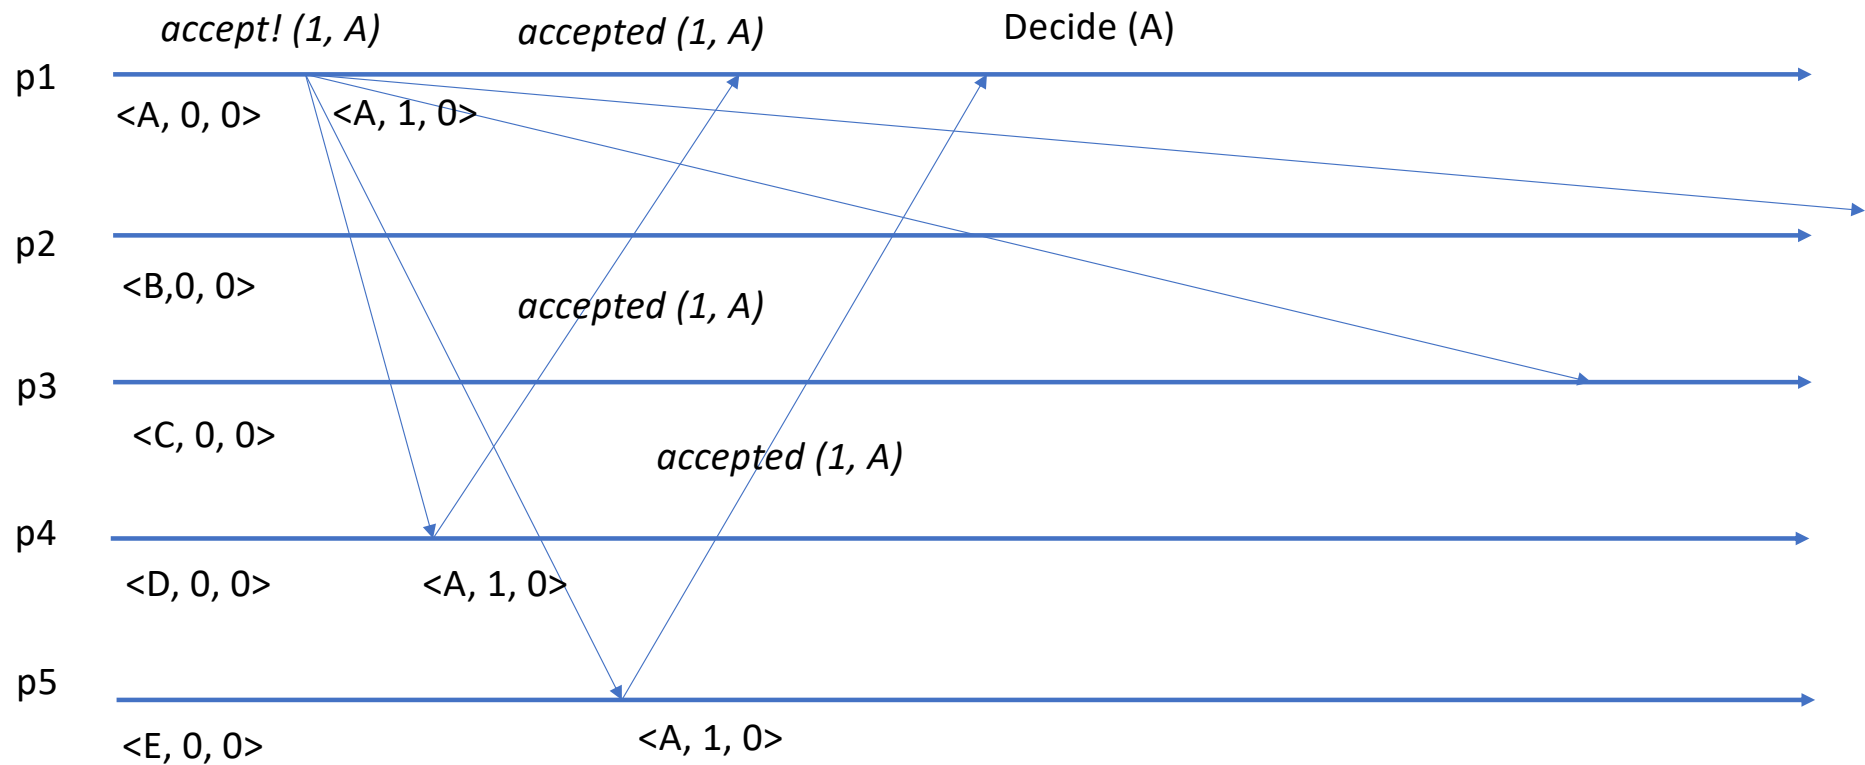 accept! (1, A)
accepted (1, A)
Decide (A)
p1
<A, 0, 0>
<A, 1, 0>
p2
<B,0, 0>
accepted (1, A)
p3
<C, 0, 0>
accepted (1, A)
p4
<D, 0, 0>
<A, 1, 0>
p5
<E, 0, 0>
<A, 1, 0>